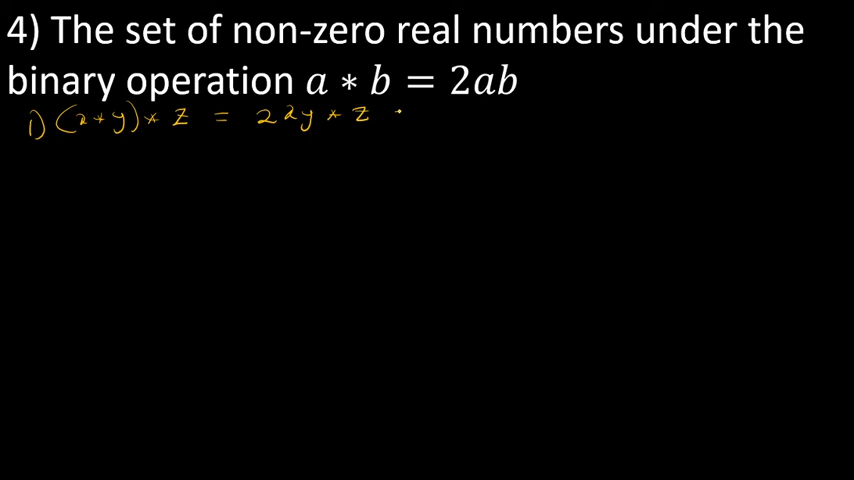 4) The set of non-zero real numbers under the
binary operation 𝑎 ∗ 𝑏 = 2𝑎𝑏
1) (x * y) * z = 2xy * z